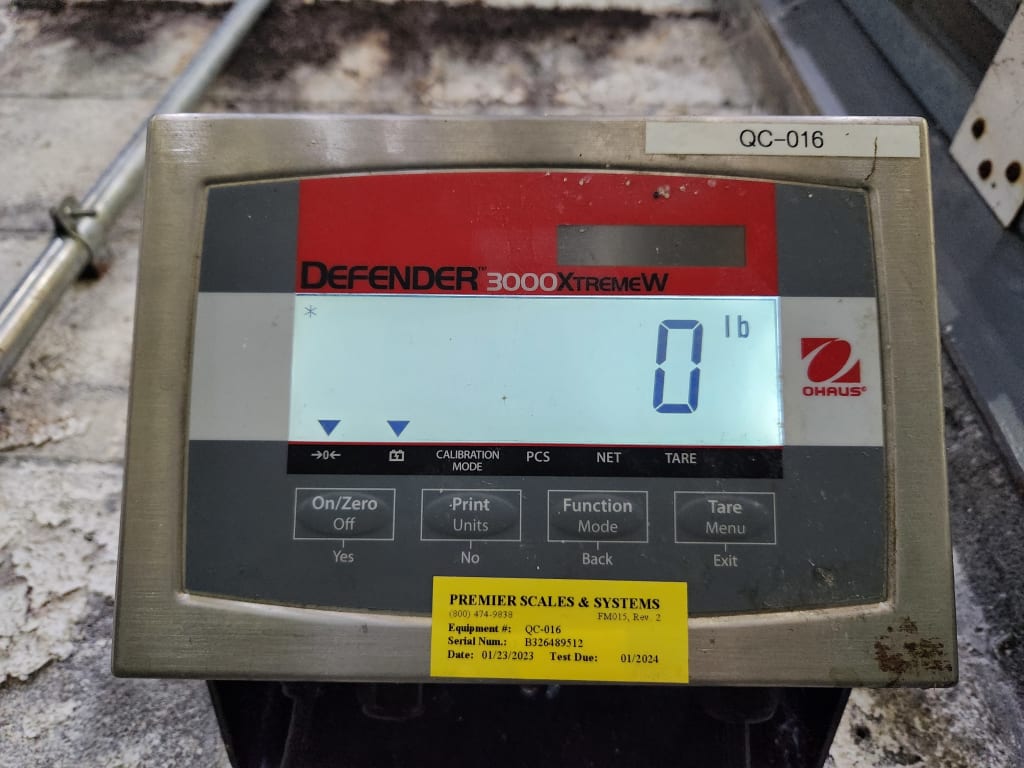 QC-016
DEFENDER™ 3000XTREMEW
*
0 lb
OHAUS®
→0← CALIBRATION MODE PCS NET TARE
On/Zero Print Function Tare
Off Units Mode Menu
Yes No Back Exit
PREMIER SCALES & SYSTEMS
(800) 474-9838 FM015, Rev. 2
Equipment #: QC-016
Serial Num.: B326489512
Date: 01/23/2023 Test Due: 01/2024